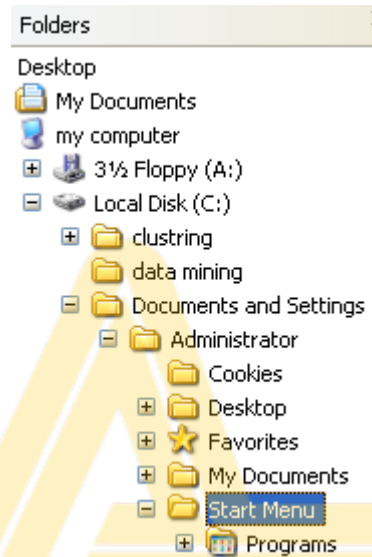 Folders
Desktop
My Documents
my computer
3½ Floppy (A:)
Local Disk (C:)
clustring
data mining
Documents and Settings
Administrator
Cookies
Desktop
Favorites
My Documents
Start Menu
Programs